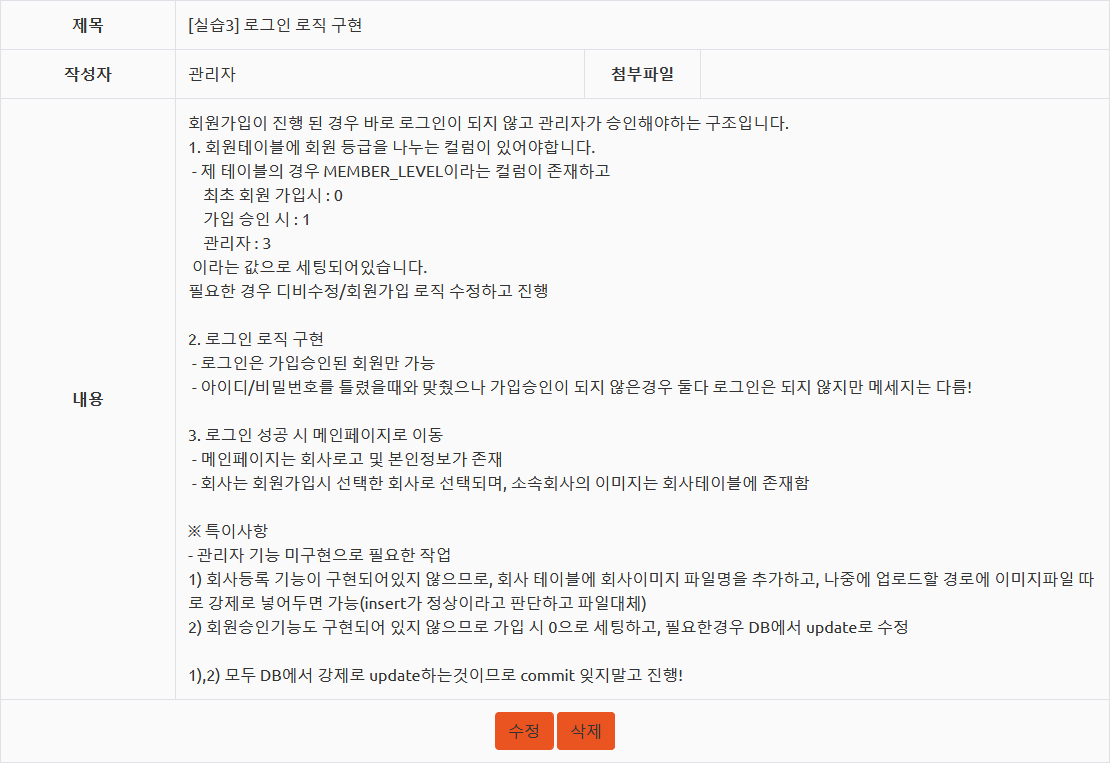 제목
[실습3] 로그인 로직 구현
작성자
관리자
첨부파일
내용
회원가입이 진행 된 경우 바로 로그인이 되지 않고 관리자가 승인해야하는 구조입니다.
1. 회원테이블에 회원 등급을 나누는 컬럼이 있어야합니다.
- 제 테이블의 경우 MEMBER_LEVEL이라는 컬럼이 존재하고
최초 회원 가입시 : 0
가입 승인 시 : 1
관리자 : 3
이라는 값으로 세팅되어있습니다.
필요한 경우 디비수정/회원가입 로직 수정하고 진행
2. 로그인 로직 구현
- 로그인은 가입승인된 회원만 가능
- 아이디/비밀번호를 틀렸을때와 맞췄으나 가입승인이 되지 않은경우 둘다 로그인은 되지 않지만 메세지는 다름!
3. 로그인 성공 시 메인페이지로 이동
- 메인페이지는 회사로고 및 본인정보가 존재
- 회사는 회원가입시 선택한 회사로 선택되며, 소속회사의 이미지는 회사테이블에 존재함
※ 특이사항
- 관리자 기능 미구현으로 필요한 작업
1) 회사등록 기능이 구현되어있지 않으므로, 회사 테이블에 회사이미지 파일명을 추가하고, 나중에 업로드할 경로에 이미지파일 따
로 강제로 넣어두면 가능(insert가 정상이라고 판단하고 파일대체)
2) 회원승인기능도 구현되어 있지 않으므로 가입 시 0으로 세팅하고, 필요한경우 DB에서 update로 수정
1),2) 모두 DB에서 강제로 update하는것이므로 commit 잊지말고 진행!
수정 삭제